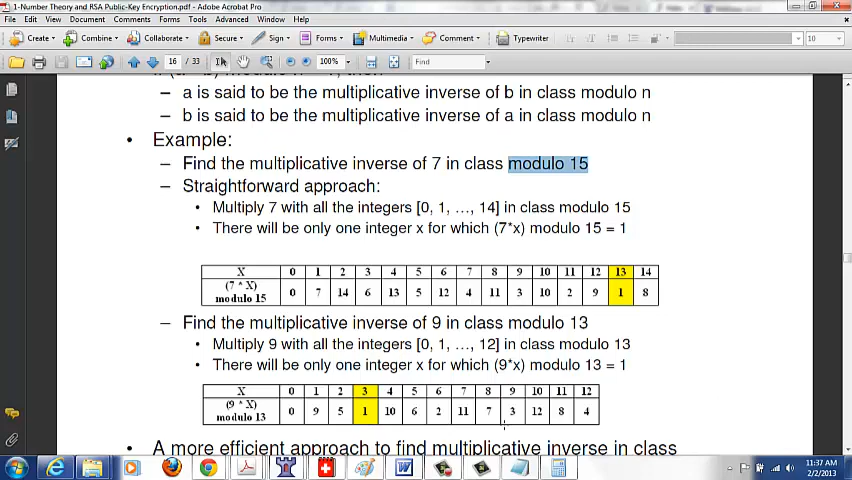 1-Number Theory and RSA Public-Key Encryption.pdf - Adobe Acrobat Pro
File Edit View Document Comments Forms Tools Advanced Window Help
Create Combine Collaborate Secure Sign Forms Multimedia Comment Typewriter 10
16 / 33 100% Find
– a is said to be the multiplicative inverse of b in class modulo n
– b is said to be the multiplicative inverse of a in class modulo n
• Example:
– Find the multiplicative inverse of 7 in class modulo 15
– Straightforward approach:
• Multiply 7 with all the integers [0, 1, …, 14] in class modulo 15
• There will be only one integer x for which (7*x) modulo 15 = 1
X 0 1 2 3 4 5 6 7 8 9 10 11 12 13 14
(7 * X) modulo 15 0 7 14 6 13 5 12 4 11 3 10 2 9 1 8
– Find the multiplicative inverse of 9 in class modulo 13
• Multiply 9 with all the integers [0, 1, …, 12] in class modulo 13
• There will be only one integer x for which (9*x) modulo 13 = 1
X 0 1 2 3 4 5 6 7 8 9 10 11 12
(9 * X) modulo 13 0 9 5 1 10 6 2 11 7 3 12 8 4
• A more efficient approach to find multiplicative inverse in class
11:37 AM
2/2/2013